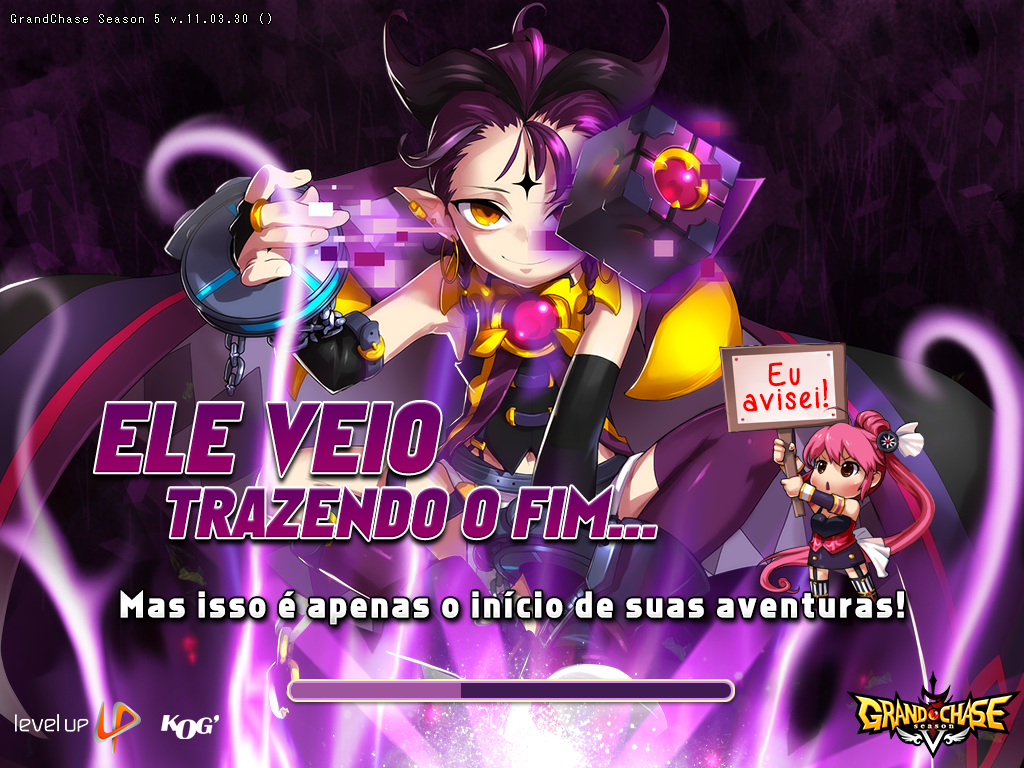 GrandChase Season 5 v.11.03.30 ()
Eu
avisei!
ELE VEIO
TRAZENDO O FIM...
Mas isso é apenas o início de suas aventuras!
level up UP
KOG'
GRAND CHASE
season
V